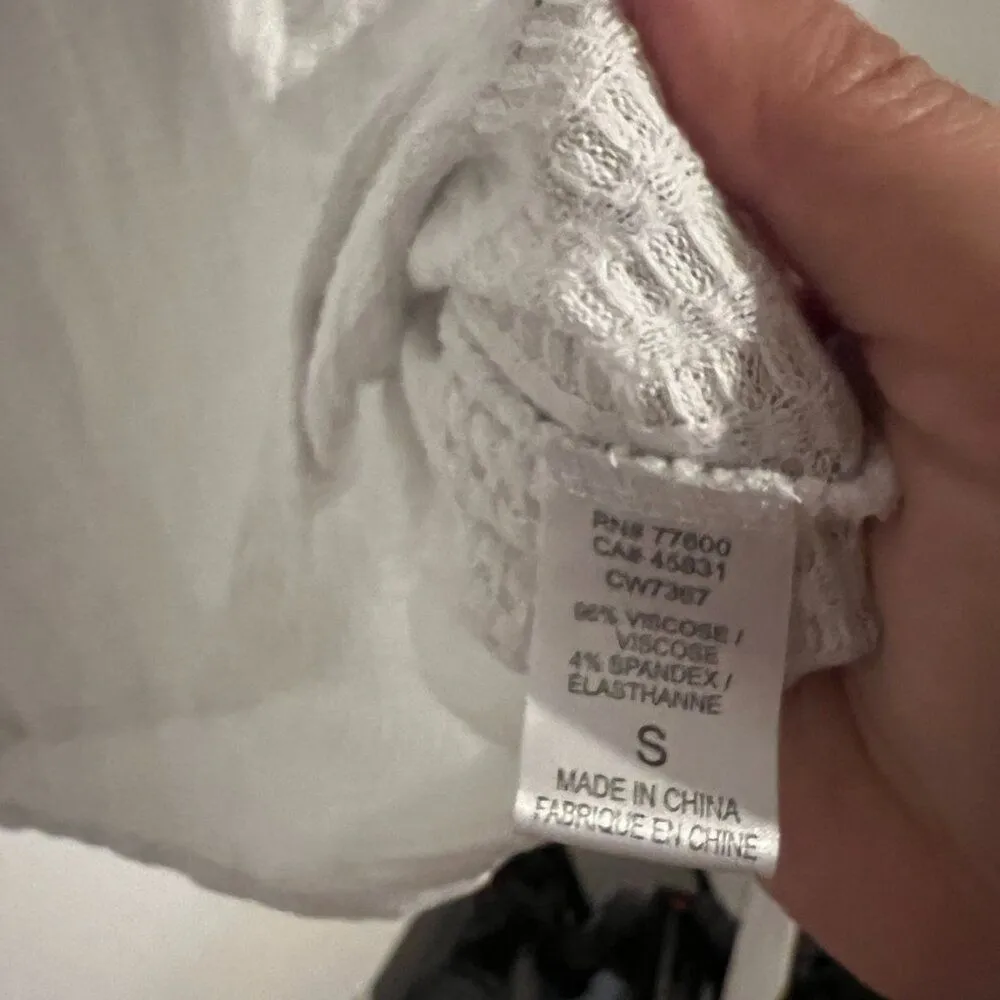 RN# 77600
CA# 45831
CW7367
96% VISCOSE /
VISCOSE
4% SPANDEX /
ÉLASTHANNE
S
MADE IN CHINA
FABRIQUE EN CHINE